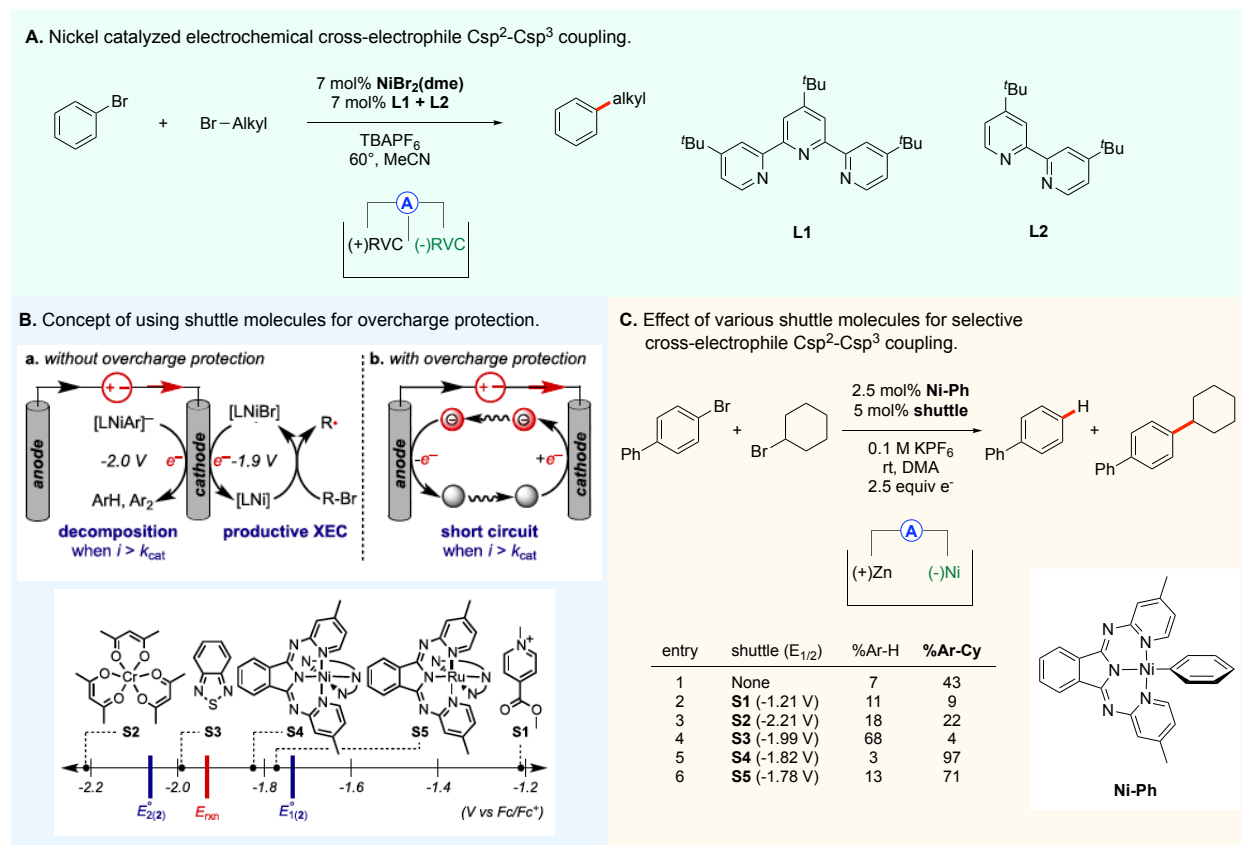 A. Nickel catalyzed electrochemical cross-electrophile Csp²-Csp³ coupling.
Br
+
Br–Alkyl
7 mol% NiBr₂(dme)
7 mol% L1 + L2
TBAPF₆
60°, MeCN
A
(+)RVC
(-)RVC
alkyl
ᵗBu
ᵗBu
ᵗBu
N
N
N
L1
ᵗBu
ᵗBu
N
N
L2
B. Concept of using shuttle molecules for overcharge protection.
a. without overcharge protection
+ -
anode
[LNiAr]⁻
-2.0 V
e⁻
ArH, Ar₂
cathode
[LNiBr]
e⁻
-1.9 V
[LNi]
R•
R-Br
decomposition
when i > kcat
productive XEC
b. with overcharge protection
+ -
anode
⊖
⊖
-e⁻
+e⁻
cathode
short circuit
when i > kcat
O
O
O
Cr
O
O
O
N
N
S
N
N
N
N
N
Ni
N
N
N
N
N
N
N
Ru
N
N
N
N⁺
O
O
S2
S3
S4
S5
S1
-2.2
-2.0
-1.8
-1.6
-1.4
-1.2
E°2(2)
Erxn
E°1(2)
(V vs Fc/Fc⁺)
C. Effect of various shuttle molecules for selective
cross-electrophile Csp²-Csp³ coupling.
Br
Ph
+
Br
2.5 mol% Ni-Ph
5 mol% shuttle
0.1 M KPF₆
rt, DMA
2.5 equiv e⁻
H
Ph
+
Ph
A
(+)Zn
(-)Ni
entry shuttle (E1/2) %Ar-H %Ar-Cy
1 None 7 43
2 S1 (-1.21 V) 11 9
3 S2 (-2.21 V) 18 22
4 S3 (-1.99 V) 68 4
5 S4 (-1.82 V) 3 97
6 S5 (-1.78 V) 13 71
N
N
N
Ni
N
N
Ni-Ph